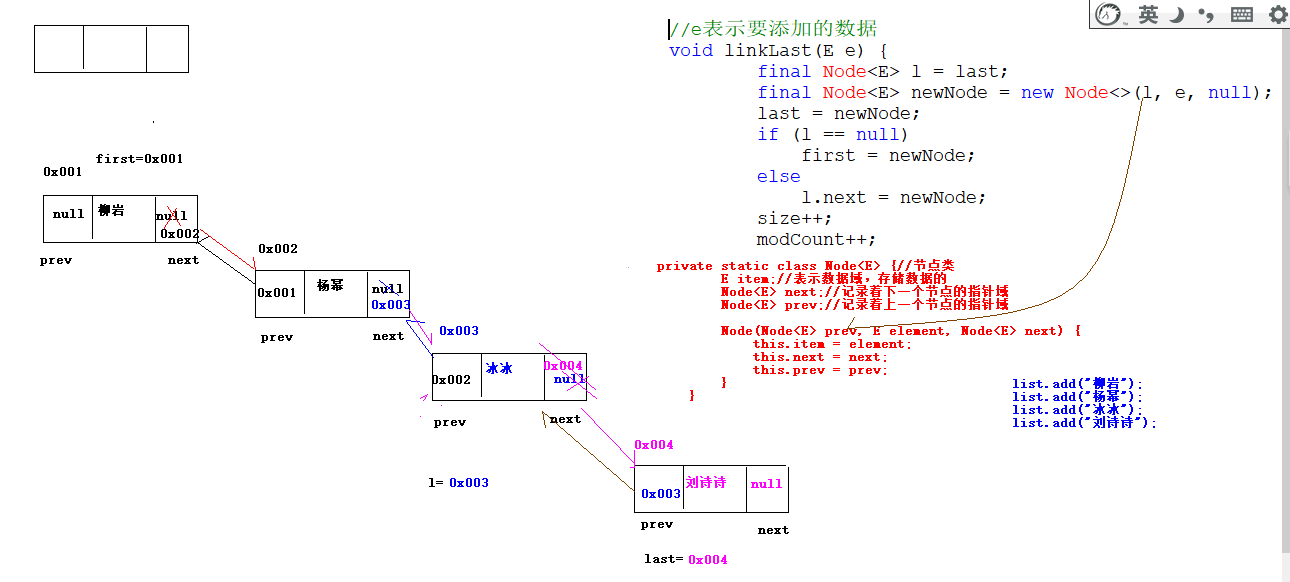 英
//e表示要添加的数据
void linkLast(E e) {
final Node<E> l = last;
final Node<E> newNode = new Node<>(l, e, null);
last = newNode;
if (l == null)
first = newNode;
else
l.next = newNode;
size++;
modCount++;
first=0x001
0x001
null 柳岩 null
0x002
prev next
0x002
0x001 杨幂 null
0x003
prev next
0x003
0x002 冰冰 0x004
null
prev next
0x004
l= 0x003
0x003 刘诗诗 null
prev next
last= 0x004
private static class Node<E> {//节点类
E item;//表示数据域，存储数据的
Node<E> next;//记录着下一个节点的指针域
Node<E> prev;//记录着上一个节点的指针域
Node(Node<E> prev, E element, Node<E> next) {
this.item = element;
this.next = next;
this.prev = prev;
}
}
list.add("柳岩");
list.add("杨幂");
list.add("冰冰");
list.add("刘诗诗");